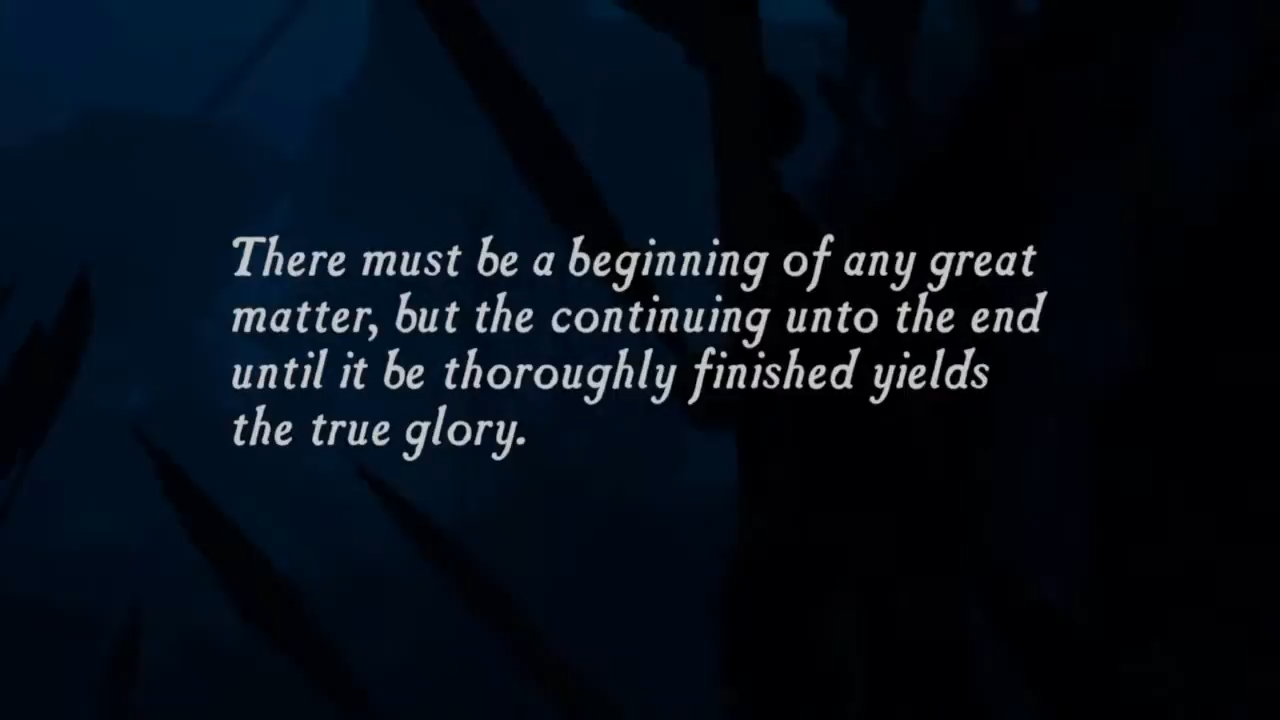 There must be a beginning of any great
matter, but the continuing unto the end
until it be thoroughly finished yields
the true glory.